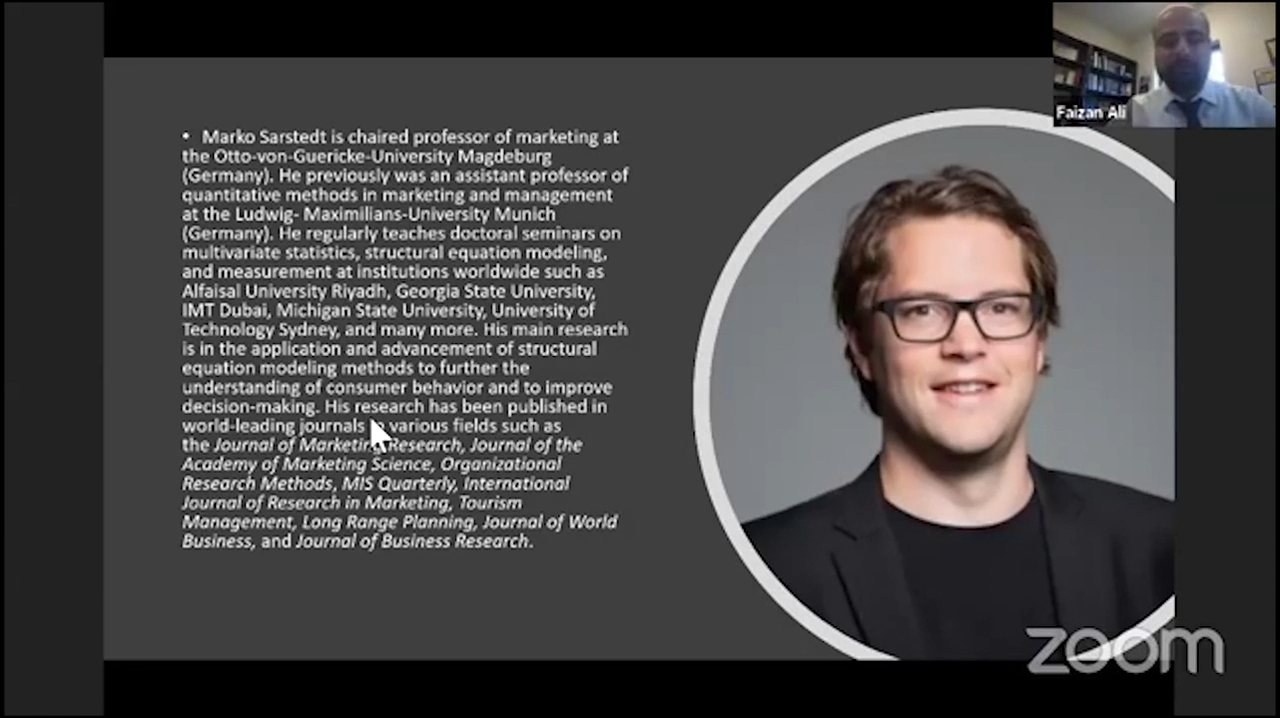 Faizan Ali
• Marko Sarstedt is chaired professor of marketing at
the Otto-von-Guericke-University Magdeburg
(Germany). He previously was an assistant professor of
quantitative methods in marketing and management
at the Ludwig- Maximilians-University Munich
(Germany). He regularly teaches doctoral seminars on
multivariate statistics, structural equation modeling,
and measurement at institutions worldwide such as
Alfaisal University Riyadh, Georgia State University,
IMT Dubai, Michigan State University, University of
Technology Sydney, and many more. His main research
is in the application and advancement of structural
equation modeling methods to further the
understanding of consumer behavior and to improve
decision-making. His research has been published in
world-leading journals in various fields such as
the Journal of Marketing Research, Journal of the
Academy of Marketing Science, Organizational
Research Methods, MIS Quarterly, International
Journal of Research in Marketing, Tourism
Management, Long Range Planning, Journal of World
Business, and Journal of Business Research.
zoom